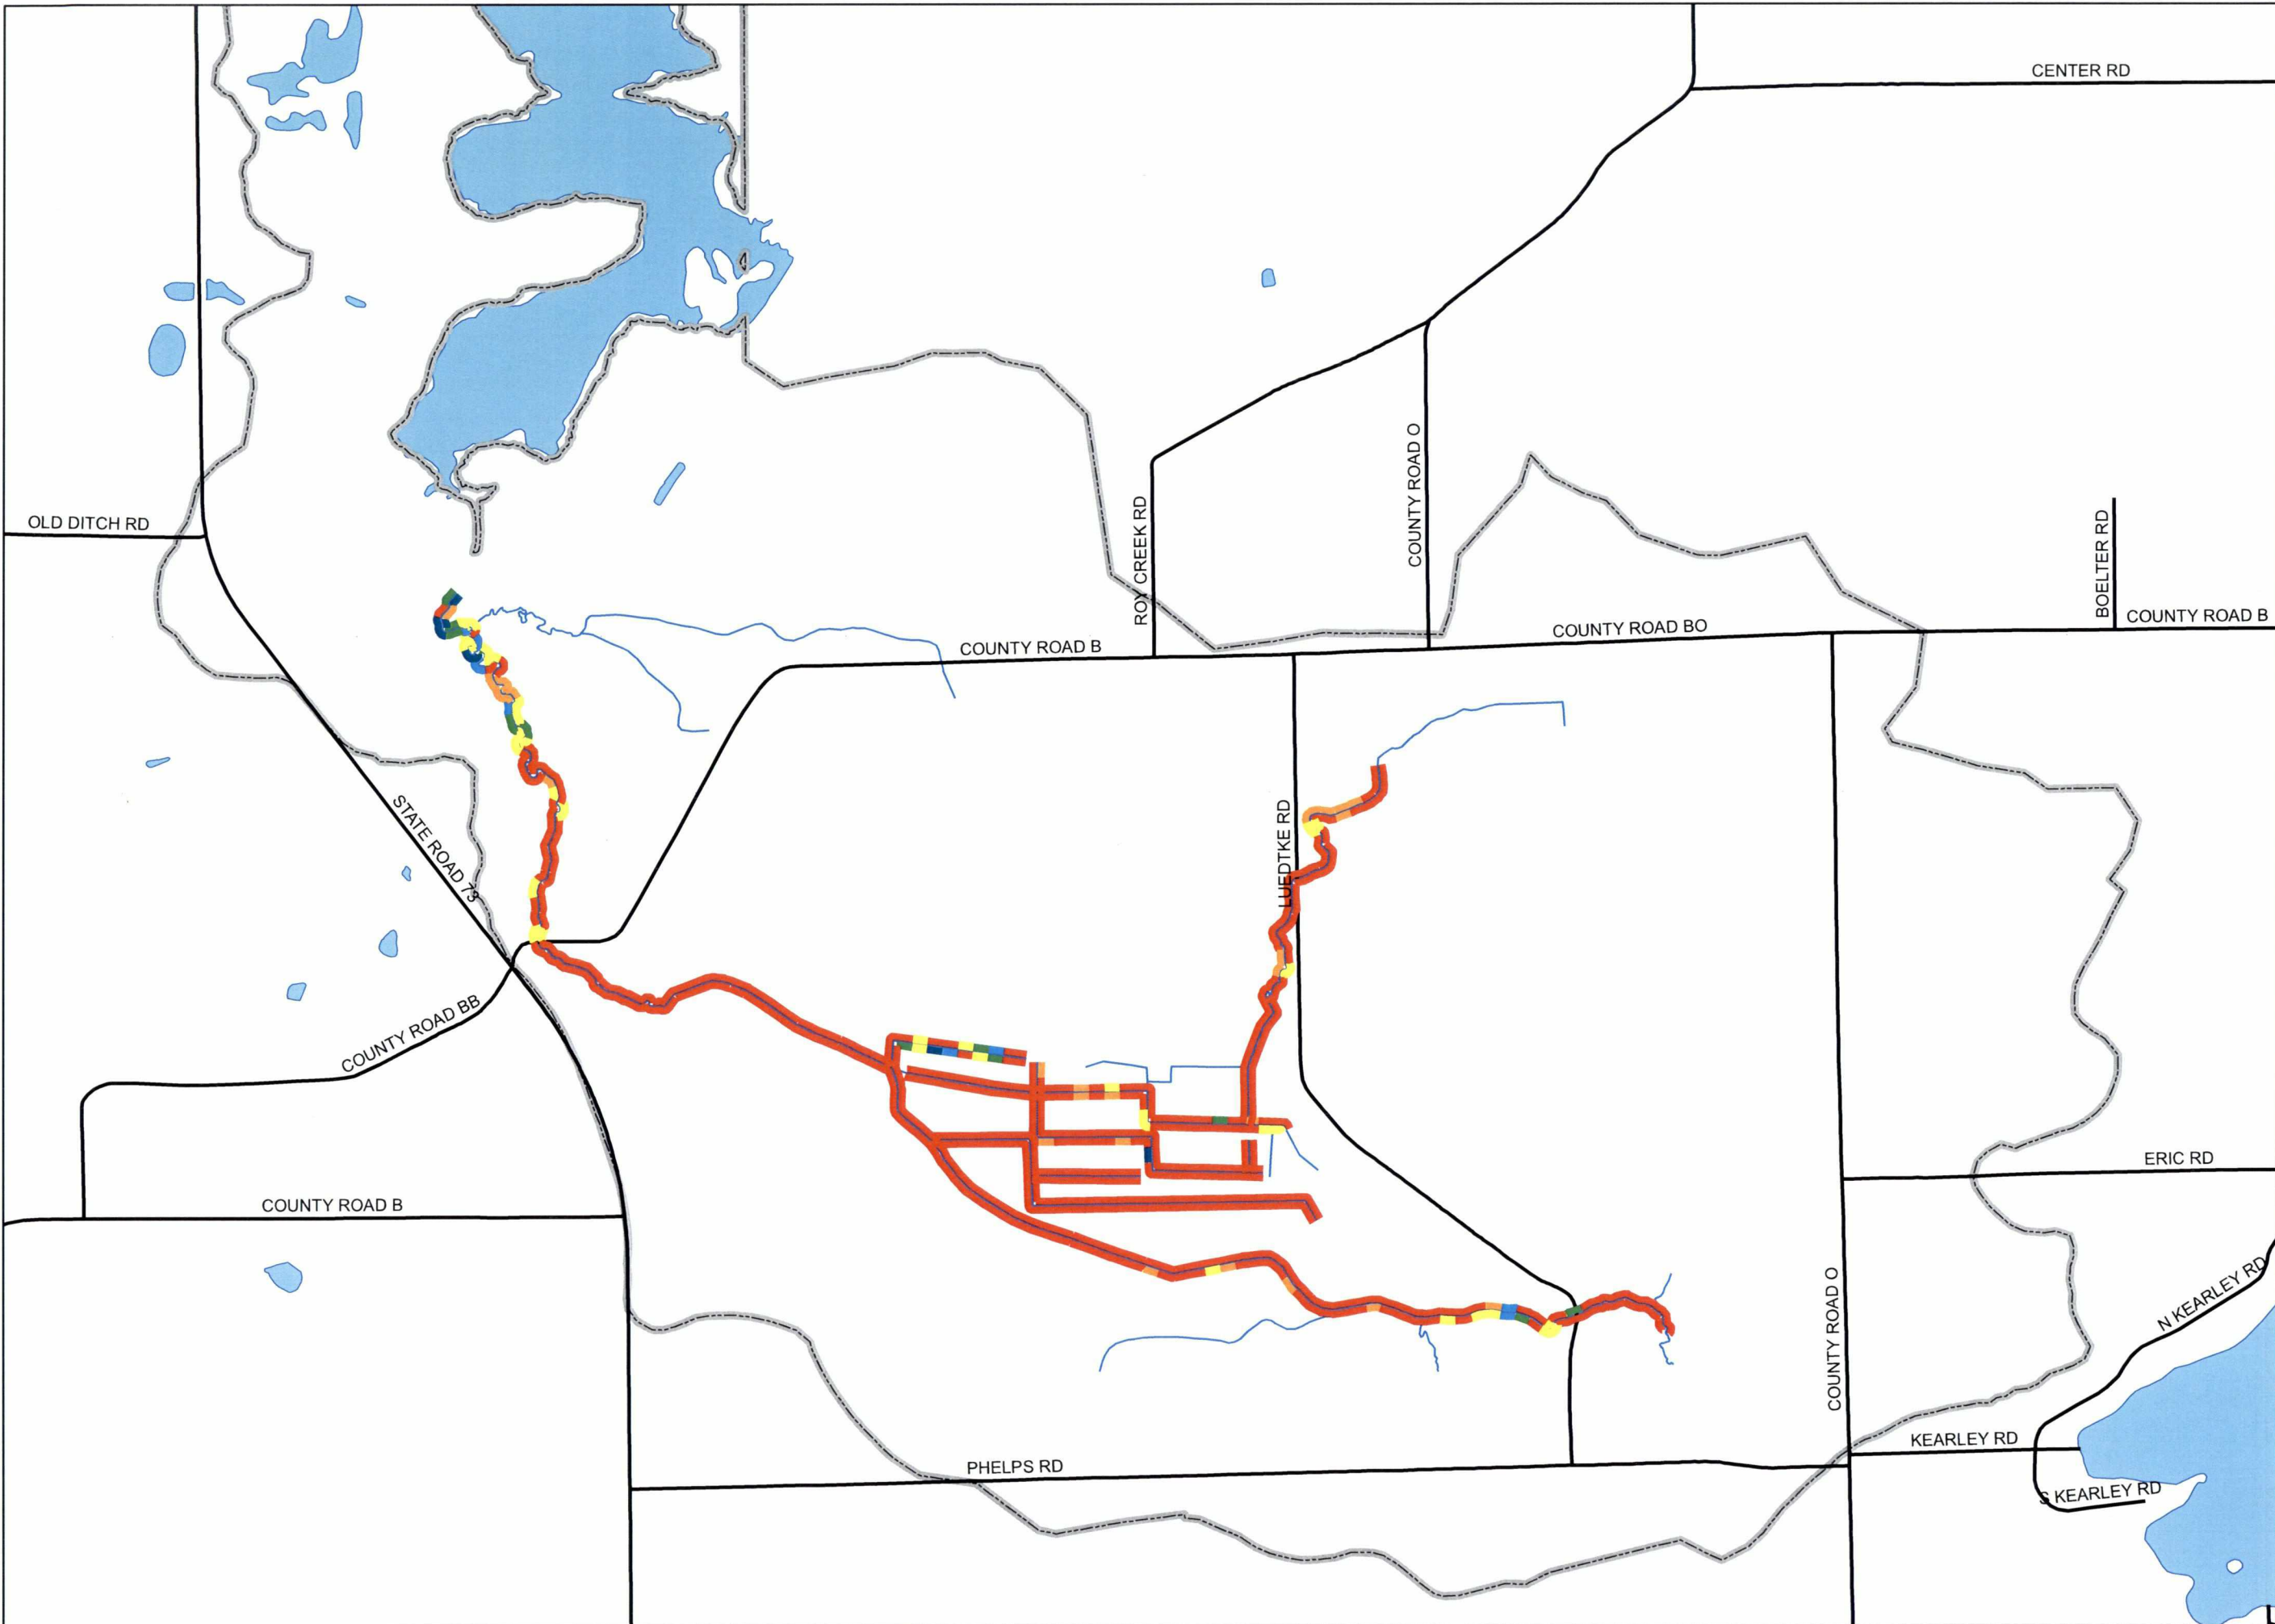 CENTER RD
COUNTY ROAD O
ROY CREEK RD
BOELTER RD
OLD DITCH RD
COUNTY ROAD B
COUNTY ROAD BO
COUNTY ROAD B
LUEDTKE RD
STATE ROAD 73
COUNTY ROAD BB
ERIC RD
COUNTY ROAD B
N KEARLEY RD
COUNTY ROAD O
KEARLEY RD
PHELPS RD
S KEARLEY RD